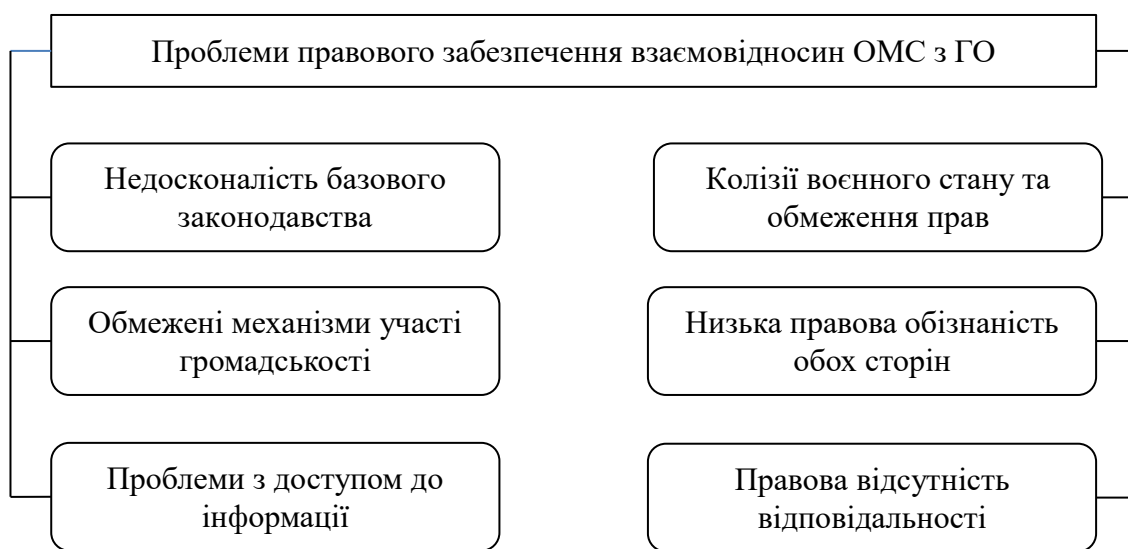 Проблеми правового забезпечення взаємовідносин ОМС з ГО
Недосконалість базового
законодавства
Колізії воєнного стану та
обмеження прав
Обмежені механізми участі
громадськості
Низька правова обізнаність
обох сторін
Проблеми з доступом до
інформації
Правова відсутність
відповідальності